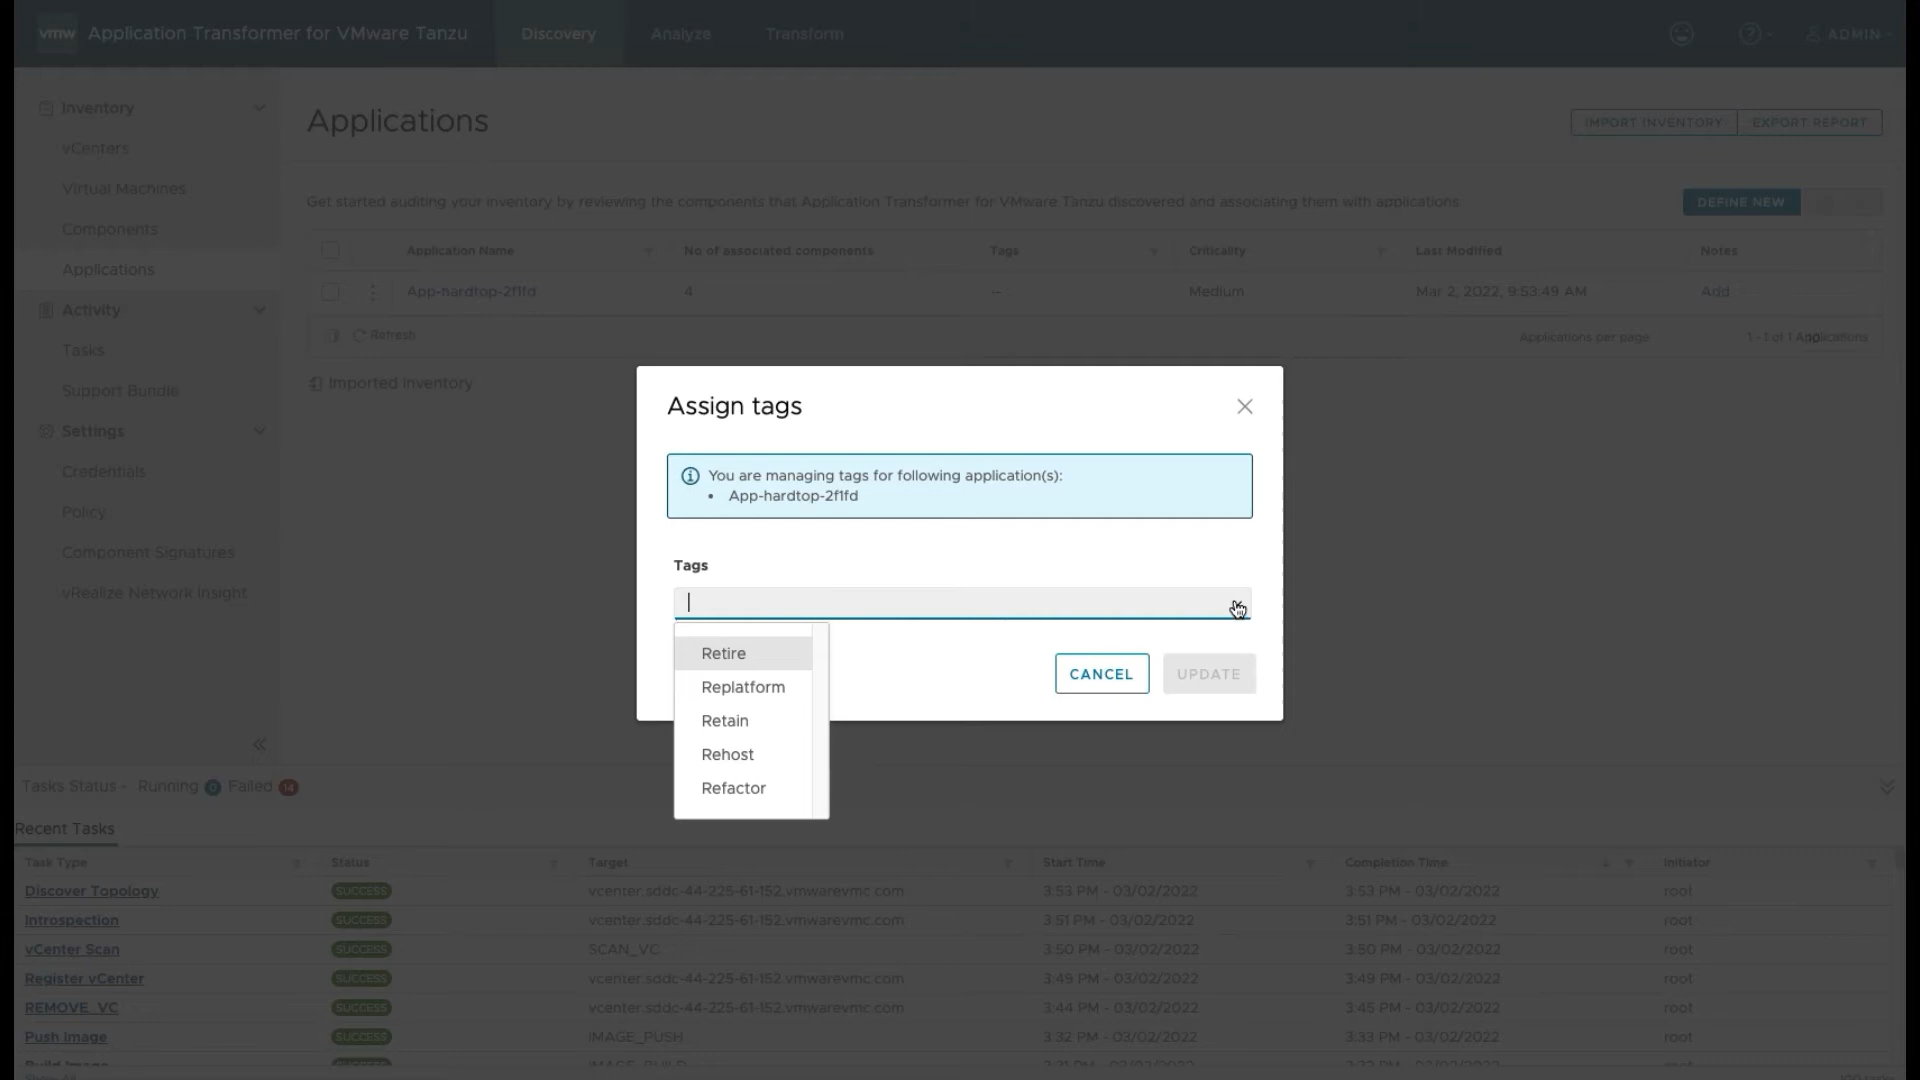 vmw Application Transformer for VMware Tanzu Discovery Analyze Transform ADMIN
Inventory
vCenters
Virtual Machines
Components
Applications
Activity
Tasks
Support Bundle
Settings
Credentials
Policy
Component Signatures
vRealize Network Insight
Applications
IMPORT INVENTORY EXPORT REPORT
Get started auditing your inventory by reviewing the components that Application Transformer for VMware Tanzu discovered and associating them with applications
DEFINE NEW
Application Name No of associated components Tags Criticality Last Modified Notes
App-hardtop-2f1fd 4 -- Medium Mar 2, 2022, 9:53:49 AM Add
Refresh Applications per page 10 1 - 1 of 1 Applications
Imported Inventory
Assign tags
You are managing tags for following application(s):
• App-hardtop-2f1fd
Tags
Retire
Replatform
Retain
Rehost
Refactor
CANCEL UPDATE
Tasks Status - Running 0 Failed 14
Recent Tasks
Task Type Status Target Start Time Completion Time Initiator
Discover Topology SUCCESS vcenter.sddc-44-225-61-152.vmwarevmc.com 3:53 PM - 03/02/2022 3:53 PM - 03/02/2022 root
Introspection SUCCESS vcenter.sddc-44-225-61-152.vmwarevmc.com 3:51 PM - 03/02/2022 3:51 PM - 03/02/2022 root
vCenter Scan SUCCESS SCAN_VC 3:50 PM - 03/02/2022 3:50 PM - 03/02/2022 root
Register vCenter SUCCESS vcenter.sddc-44-225-61-152.vmwarevmc.com 3:49 PM - 03/02/2022 3:49 PM - 03/02/2022 root
REMOVE_VC SUCCESS vcenter.sddc-44-225-61-152.vmwarevmc.com 3:44 PM - 03/02/2022 3:45 PM - 03/02/2022 root
Push Image SUCCESS IMAGE_PUSH 3:32 PM - 03/02/2022 3:33 PM - 03/02/2022 root